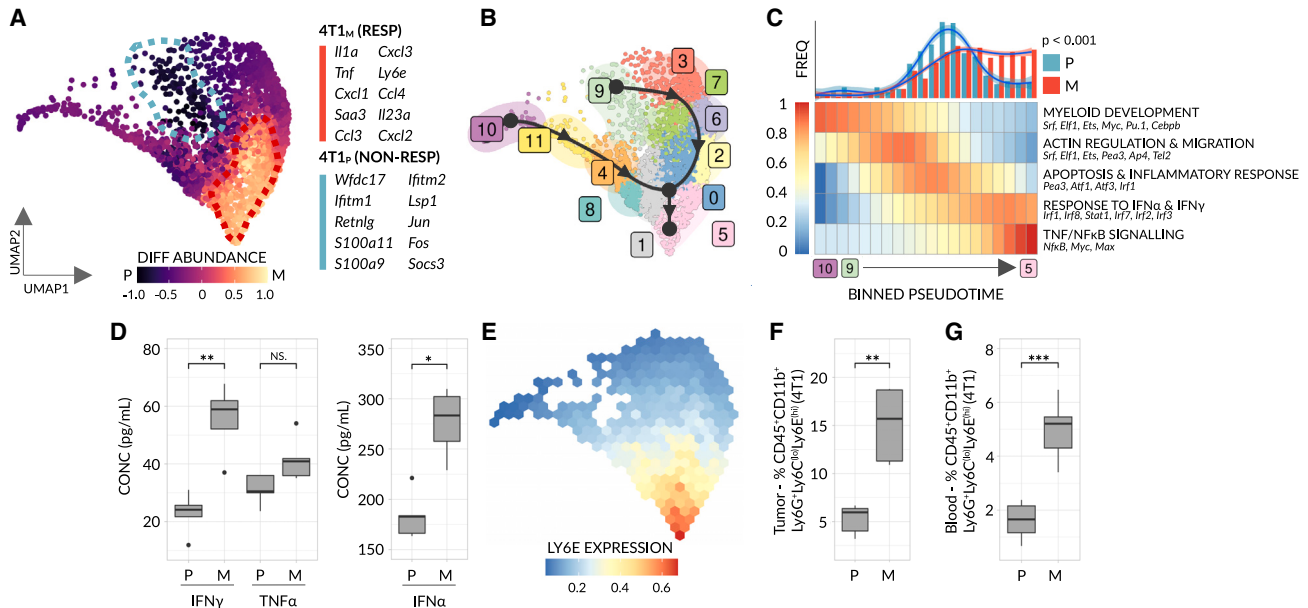 A
4T1M (RESP)
Il1a Cxcl3
Tnf Ly6e
Cxcl1 Ccl4
Saa3 Il23a
Ccl3 Cxcl2
4T1P (NON-RESP)
Wfdc17 Ifitm2
Ifitm1 Lsp1
Retnlg Jun
S100a11 Fos
S100a9 Socs3
UMAP2
UMAP1
DIFF ABUNDANCE
P M
-1.0 -0.5 0 0.5 1.0
B
3
9
7
10
6
11
2
4
8
0
1
5
C
FREQ
p < 0.001
P
M
1
0.8
0.6
0.4
0.2
0
MYELOID DEVELOPMENT
Srf, Elf1, Ets, Myc, Pu.1, Cebpb
ACTIN REGULATION & MIGRATION
Srf, Elf1, Ets, Pea3, Ap4, Tel2
APOPTOSIS & INFLAMMATORY RESPONSE
Pea3, Atf1, Atf3, Irf1
RESPONSE TO IFNα & IFNγ
Irf1, Irf8, Stat1, Irf7, Irf2, Irf3
TNF/NFκB SIGNALLING
NfκB, Myc, Max
10 9 5
BINNED PSEUDOTIME
D
CONC (pg/mL)
80
60
40
20
**
NS.
P M P M
IFNγ TNFα
CONC (pg/mL)
350
300
250
200
150
*
P M
IFNα
E
LY6E EXPRESSION
0.2 0.4 0.6
F
Tumor - % CD45+CD11b+
Ly6G+Ly6C(lo)Ly6E(hi) (4T1)
20
15
10
5
**
P M
G
Blood - % CD45+CD11b+
Ly6G+Ly6C(lo)Ly6E(hi) (4T1)
8
6
4
2
***
P M